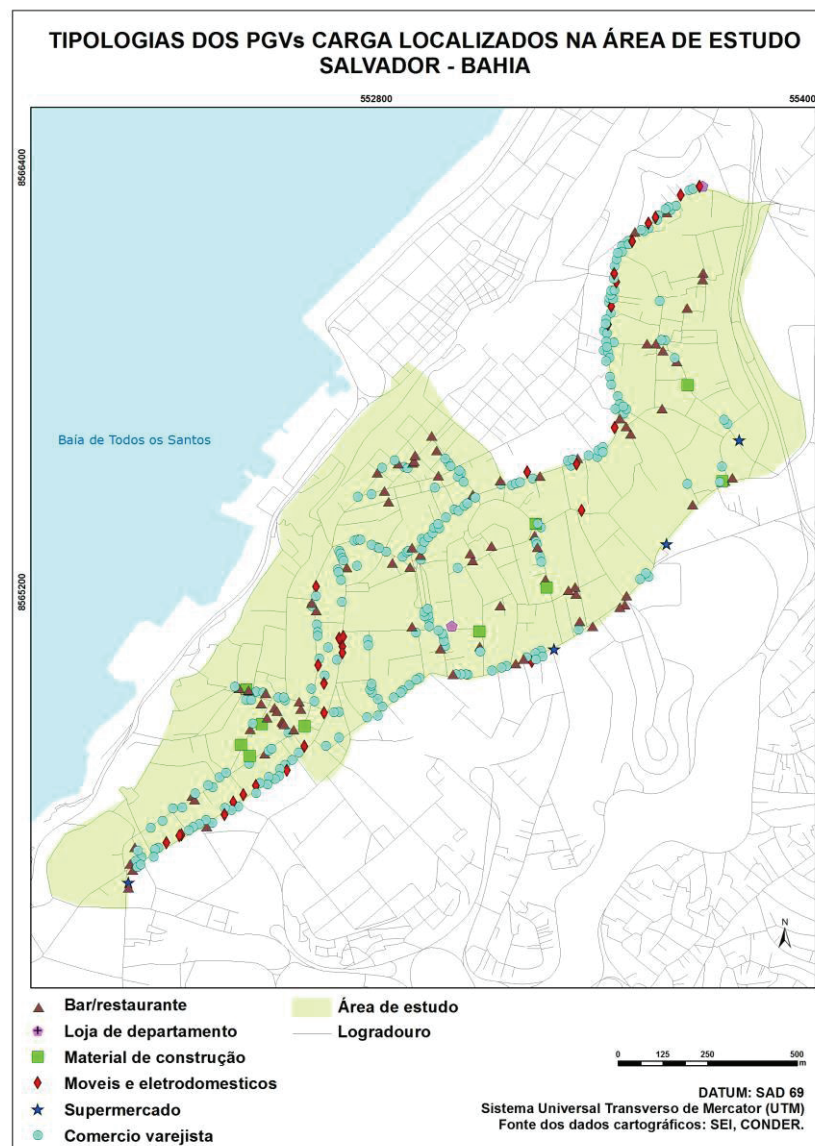 TIPOLOGIAS DOS PGVs CARGA LOCALIZADOS NA ÁREA DE ESTUDO
SALVADOR - BAHIA
552800
55400
8566400
Baía de Todos os Santos
8565200
N
Bar/restaurante
Loja de departamento
Material de construção
Moveis e eletrodomesticos
Supermercado
Comercio varejista
Área de estudo
Logradouro
0 125 250 500
m
DATUM: SAD 69
Sistema Universal Transverso de Mercator (UTM)
Fonte dos dados cartográficos: SEI, CONDER.